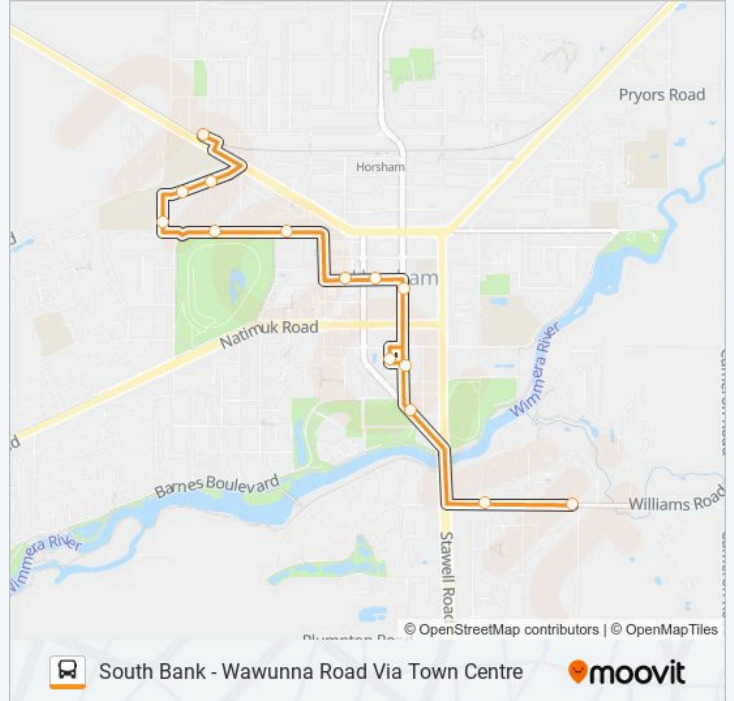 Pryors Road
Horsham
Horsham
Natimuk Road
Wimmera River
Barnes Boulevard
Williams Road
Wimmera River
Stawell Road
© OpenStreetMap contributors | © OpenMapTiles
South Bank - Wawunna Road Via Town Centre
moovit